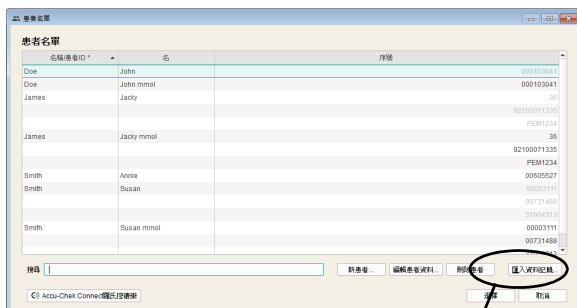 患者名單
患者名單
名稱/患者ID * 名 序號
Doe John 000103041
Doe John mmol 000103041
James Jacky 36
92100071335
PEM1234
James Jacky mmol 36
92100071335
PEM1234
Smith Annie 00605527
Smith Susan 00003111
00731488
31004313
Smith Susan mmol 00003111
00731488
搜尋 新患者... 編輯患者資料... 刪除患者 匯入資料記錄...
Accu-Chek Connect羅氏控糖樂 選擇 取消